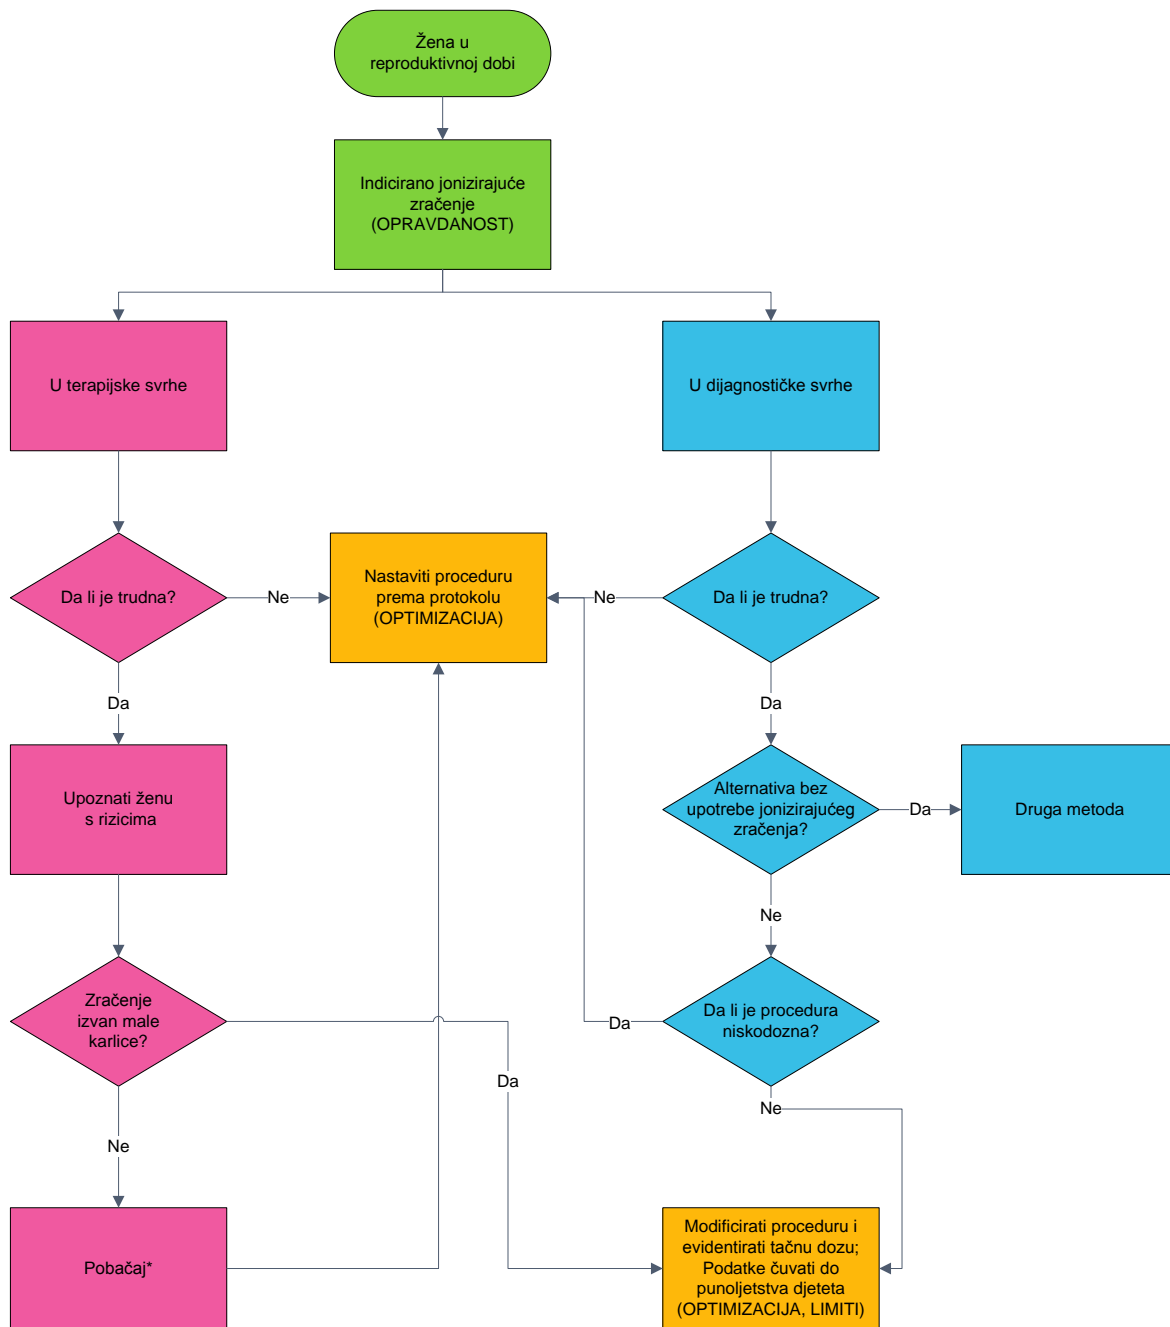 Žena u
reproduktivnoj dobi
Indicirano jonizirajuće
zračenje
(OPRAVDANOST)
U terapijske svrhe
U dijagnostičke svrhe
Da li je trudna?
Ne
Nastaviti proceduru
prema protokolu
(OPTIMIZACIJA)
Ne
Da li je trudna?
Da
Da
Upoznati ženu
s rizicima
Alternativa bez
upotrebe jonizirajućeg
zračenja?
Da
Druga metoda
Ne
Zračenje
izvan male
karlice?
Da li je procedura
niskodozna?
Da
Da
Ne
Ne
Pobačaj*
Modificirati proceduru i
evidentirati tačnu dozu;
Podatke čuvati do
punoljetstva djeteta
(OPTIMIZACIJA, LIMITI)